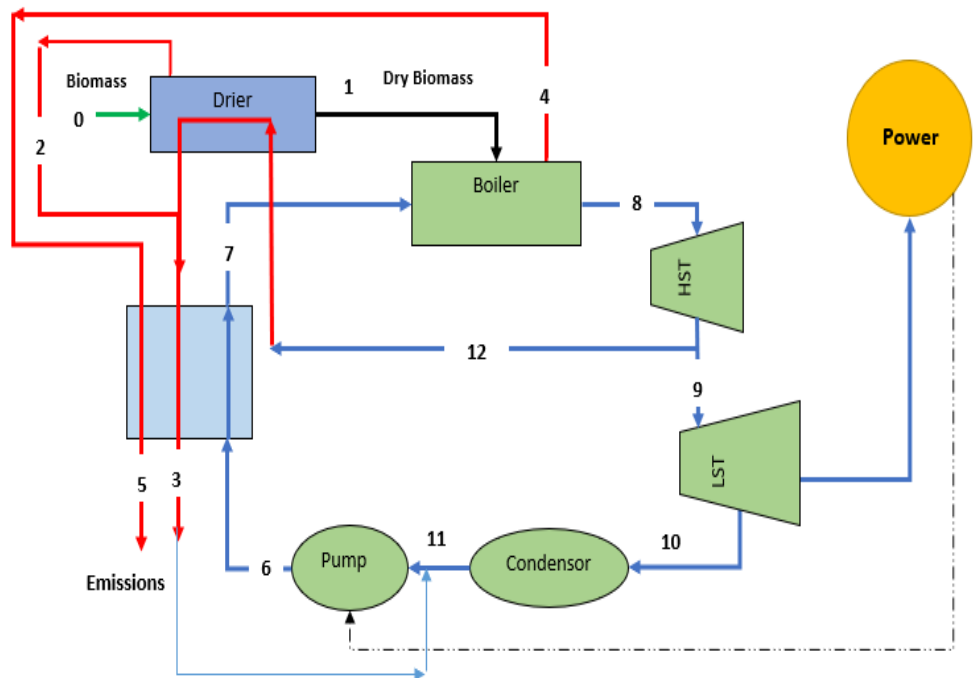 Biomass
0
Drier
1
Dry Biomass
4
2
Boiler
8
Power
7
HST
12
9
LST
5
3
Emissions
6
Pump
11
Condensor
10